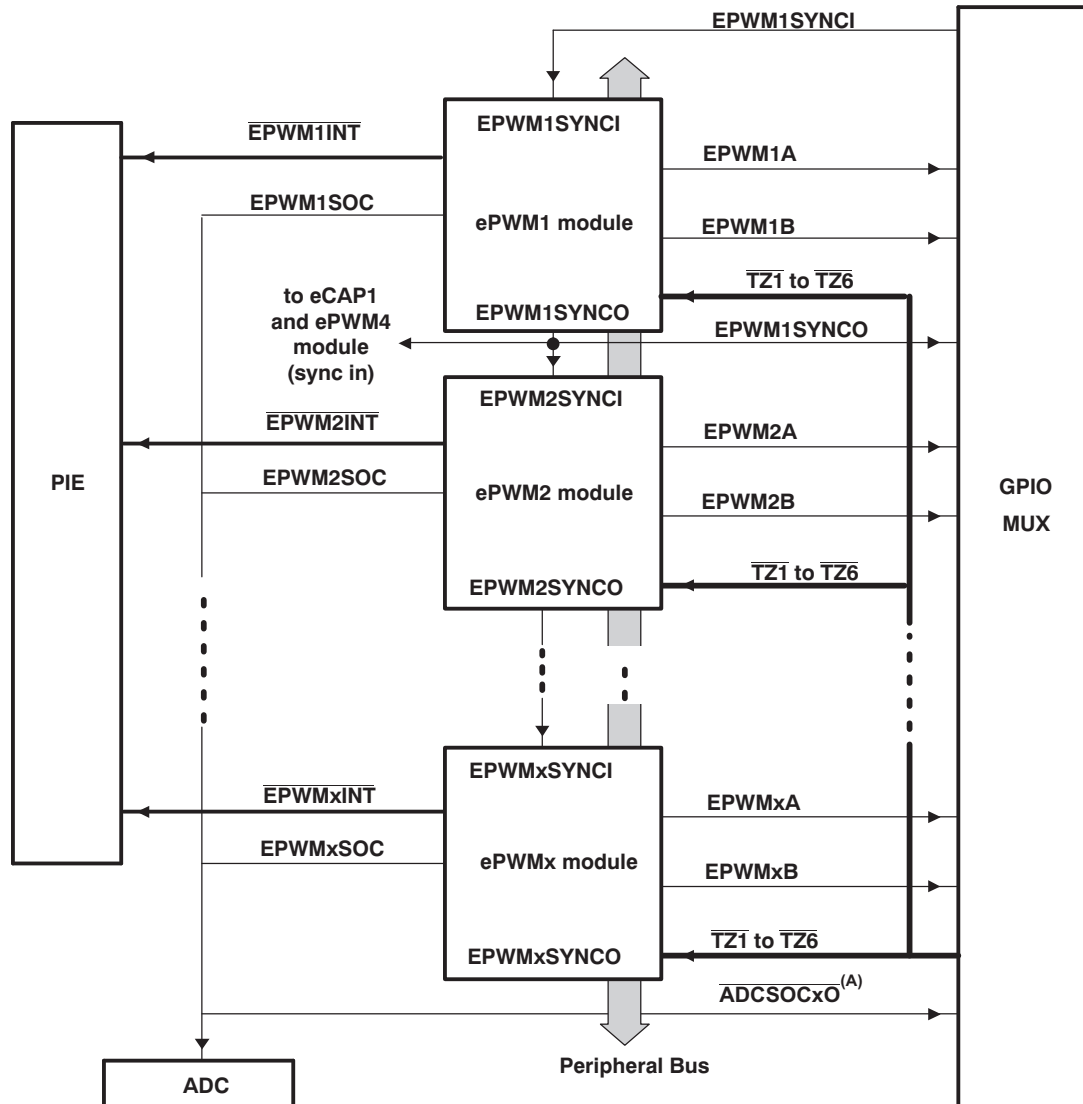 EPWM1SYNCI
EPWM1SYNCI
EPWM1INT
EPWM1A
EPWM1SOC
ePWM1 module
EPWM1B
TZ1 to TZ6
to eCAP1
and ePWM4
module
(sync in)
EPWM1SYNCO
EPWM1SYNCO
EPWM2SYNCI
EPWM2INT
EPWM2A
PIE
EPWM2SOC
ePWM2 module
EPWM2B
GPIO
MUX
TZ1 to TZ6
EPWM2SYNCO
EPWMxSYNCI
EPWMxINT
EPWMxA
EPWMxSOC
ePWMx module
EPWMxB
TZ1 to TZ6
EPWMxSYNCO
ADCSOCxO(A)
Peripheral Bus
ADC